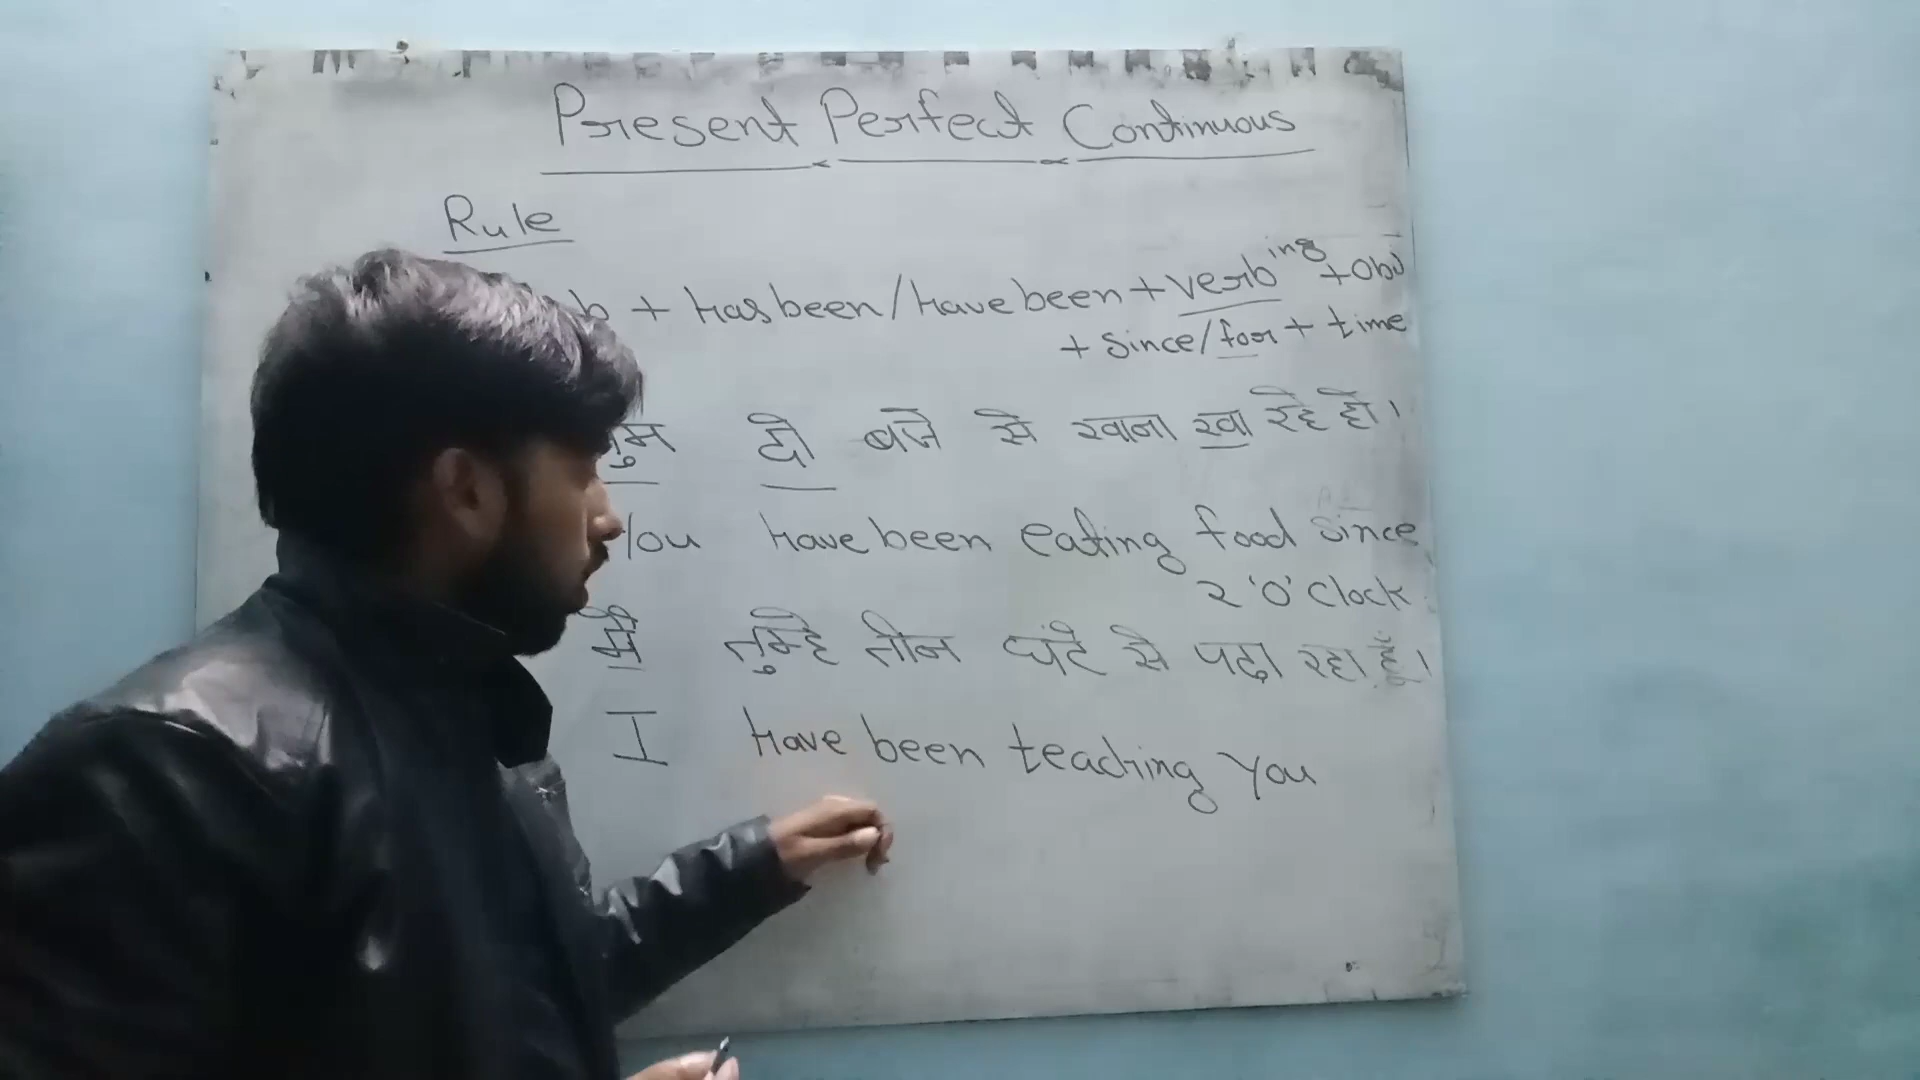 Present Perfect Continuous
Rule
+ has been / have been + verb ing + Obj
+ Since / for + time
तुम दो बजे से खाना खा रहे हो।
You have been eating food Since
2 'O' Clock
मैं तुम्हे तीन घंटे से पढ़ा रहा हूँ।
I have been teaching You